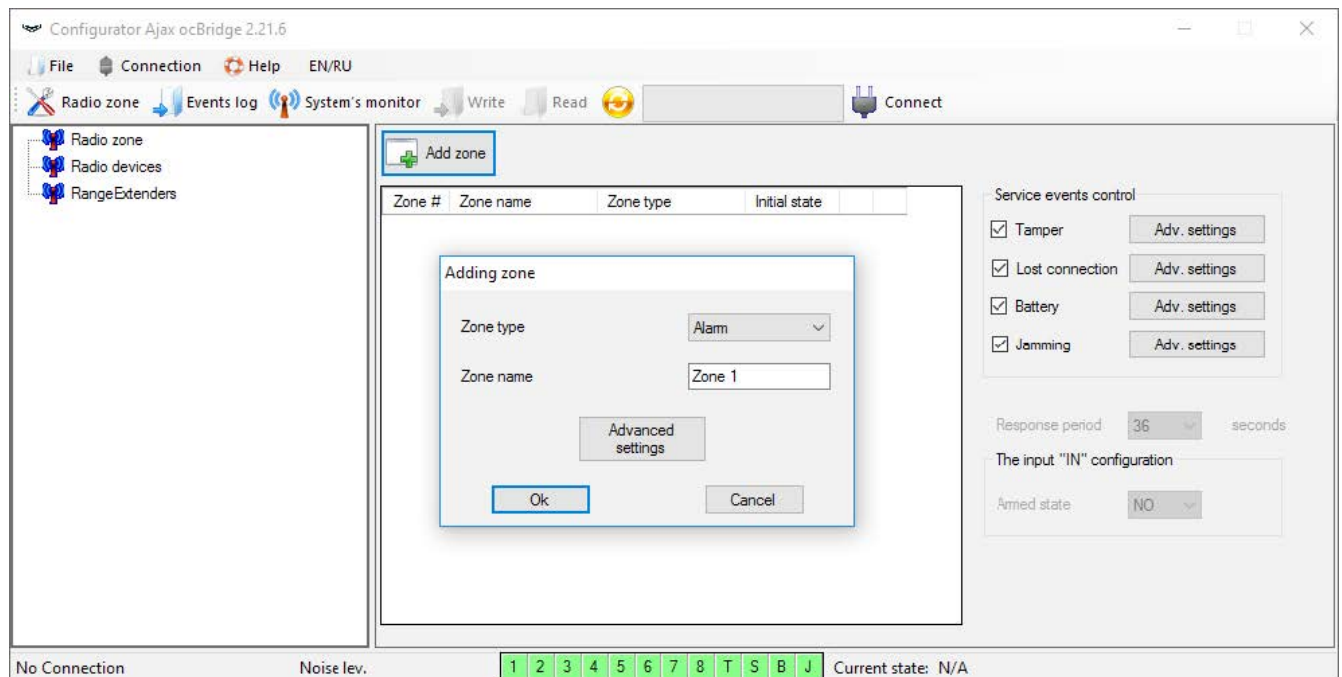 Configurator Ajax ocBridge 2.21.6
File Connection Help EN/RU
Radio zone Events log System's monitor Write Read Connect
Radio zone
Radio devices
RangeExtenders
Add zone
Zone # Zone name Zone type Initial state
Adding zone
Zone type Alarm
Zone name Zone 1
Advanced
settings
Ok Cancel
Service events control
Tamper Adv. settings
Lost connection Adv. settings
Battery Adv. settings
Jamming Adv. settings
Response period 36 seconds
The input "IN" configuration
Armed state NO
No Connection Noise lev. 1 2 3 4 5 6 7 8 T S B J Current state: N/A